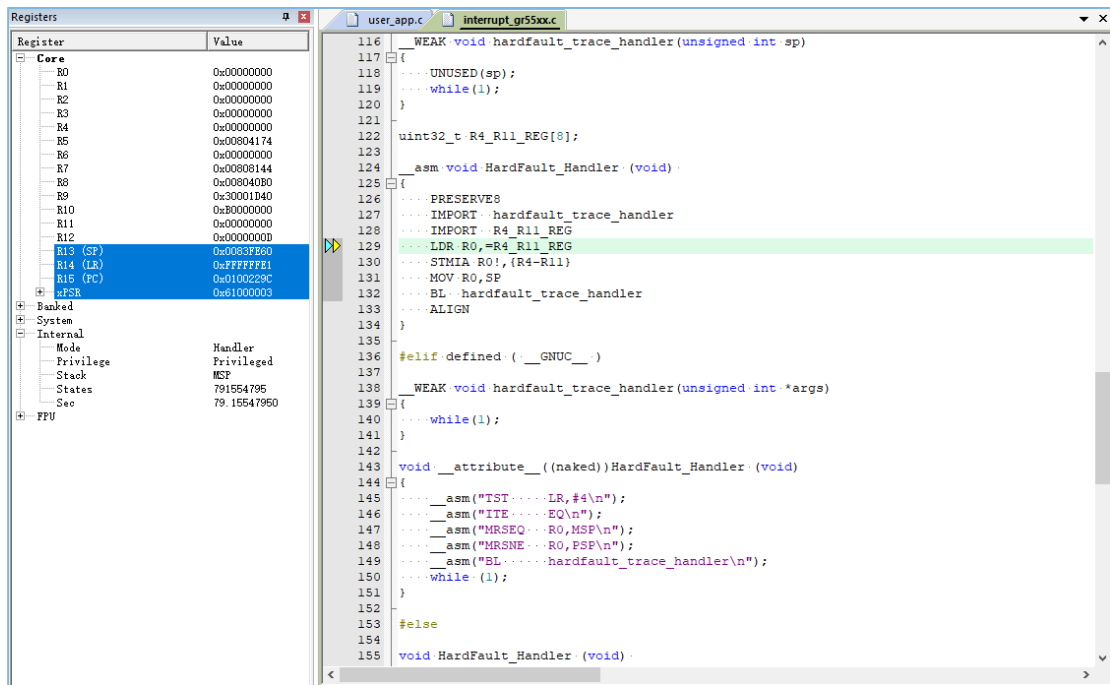 Registers
Register Value
Core
R0 0x00000000
R1 0x00000000
R2 0x00000000
R3 0x00000000
R4 0x00000000
R5 0x00804174
R6 0x00000000
R7 0x00808144
R8 0x008040B0
R9 0x30001D40
R10 0xB0000000
R11 0x00000000
R12 0x0000000D
R13 (SP) 0x0083FE60
R14 (LR) 0xFFFFFFE1
R15 (PC) 0x0100229C
xPSR 0x61000003
Banked
System
Internal
Mode Handler
Privilege Privileged
Stack MSP
States 791554795
Sec 79.15547950
FPU
user_app.c interrupt_gr55xx.c
116 __WEAK void hardfault_trace_handler(unsigned int sp)
117 {
118 UNUSED(sp);
119 while(1);
120 }
121
122 uint32_t R4_R11_REG[8];
123
124 __asm void HardFault_Handler (void)
125 {
126 PRESERVE8
127 IMPORT hardfault_trace_handler
128 IMPORT R4_R11_REG
129 LDR R0,=R4_R11_REG
130 STMIA R0!,{R4-R11}
131 MOV R0,SP
132 BL hardfault_trace_handler
133 ALIGN
134 }
135
136 #elif defined ( __GNUC__ )
137
138 __WEAK void hardfault_trace_handler(unsigned int *args)
139 {
140 while(1);
141 }
142
143 void __attribute__((naked))HardFault_Handler (void)
144 {
145 __asm("TST·····LR,#4\n");
146 __asm("ITE·····EQ\n");
147 __asm("MRSEQ···R0,MSP\n");
148 __asm("MRSNE···R0,PSP\n");
149 __asm("BL······hardfault_trace_handler\n");
150 while (1);
151 }
152
153 #else
154
155 void HardFault_Handler (void)